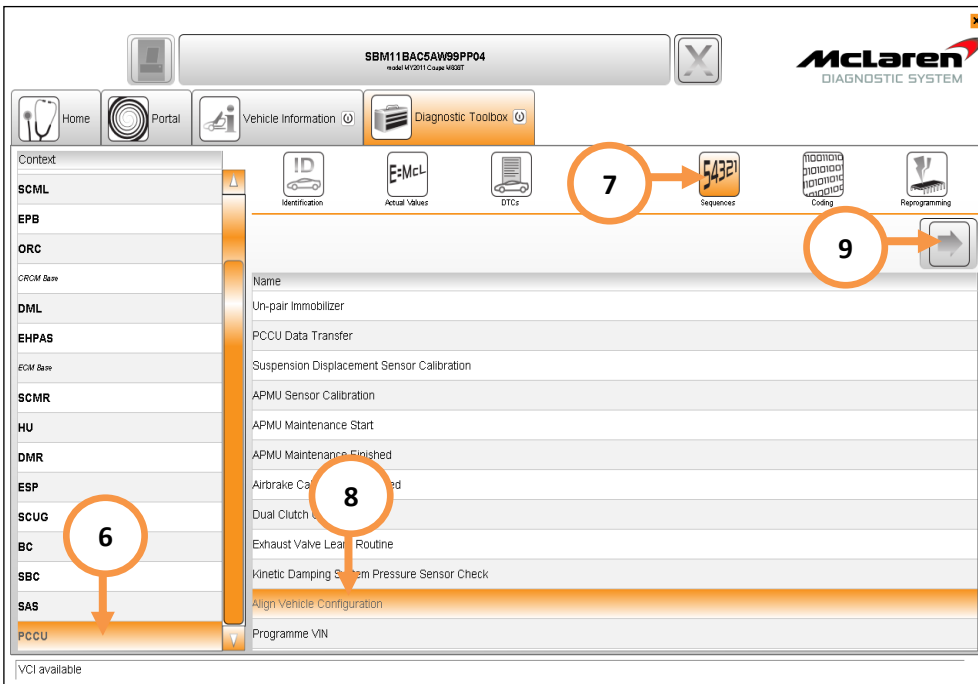 SBM11BAC5AW99PP04
model MY2011 Coupe M608T
McLaren
DIAGNOSTIC SYSTEM
Home
Portal
Vehicle Information
Diagnostic Toolbox
Context
SCML
EPB
ORC
CRCM Base
DML
EHPAS
ECM Base
SCMR
HU
DMR
ESP
SCUG
BC
SBC
SAS
PCCU
ID
Identification
E=McL
Actual Values
DTCs
7
54321
Sequences
Coding
Reprogramming
9
Name
Un-pair Immobilizer
PCCU Data Transfer
Suspension Displacement Sensor Calibration
APMU Sensor Calibration
APMU Maintenance Start
APMU Maintenance Finished
Airbrake
Dual Clutch
Exhaust Valve Learn Routine
Kinetic Damping System Pressure Sensor Check
Align Vehicle Configuration
Programme VIN
6
8
VCI available